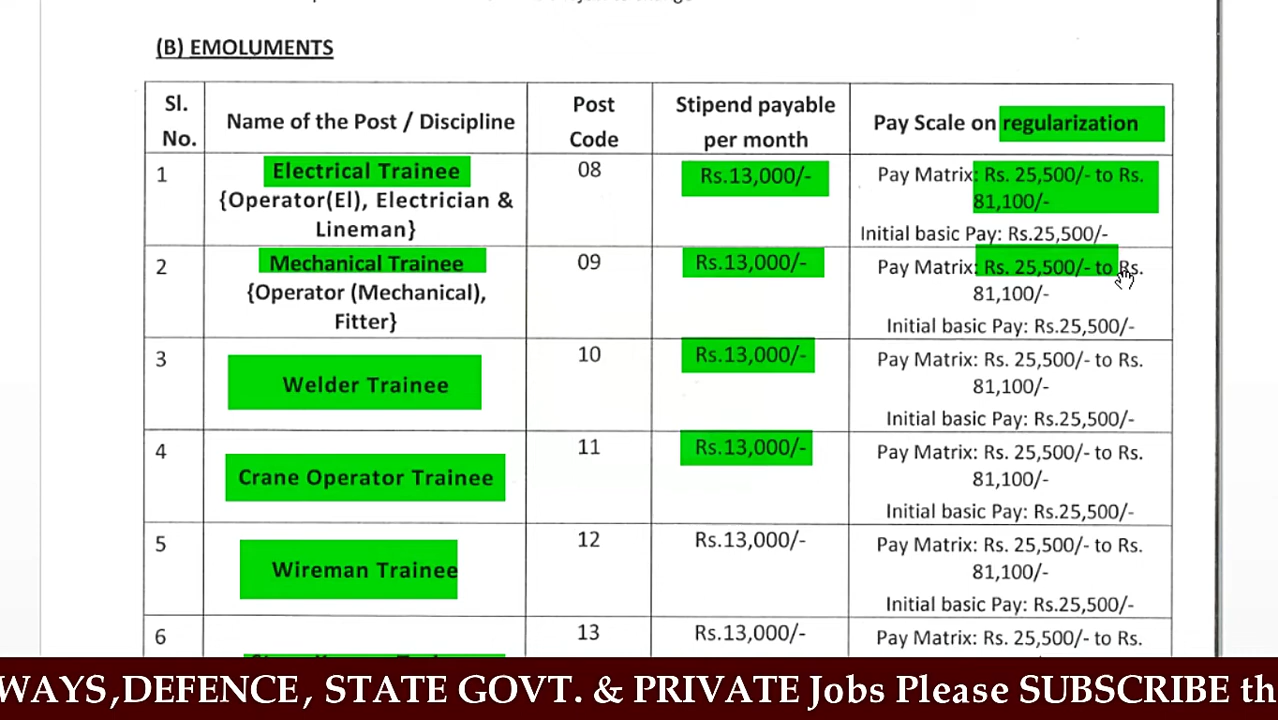 (B) EMOLUMENTS
Sl. No.
Name of the Post / Discipline
Post Code
Stipend payable per month
Pay Scale on regularization
1
Electrical Trainee
{Operator(El), Electrician &
Lineman}
08
Rs.13,000/-
Pay Matrix: Rs. 25,500/- to Rs.
81,100/-
Initial basic Pay: Rs.25,500/-
2
Mechanical Trainee
{Operator (Mechanical),
Fitter}
09
Rs.13,000/-
Pay Matrix: Rs. 25,500/- to Rs.
81,100/-
Initial basic Pay: Rs.25,500/-
3
Welder Trainee
10
Rs.13,000/-
Pay Matrix: Rs. 25,500/- to Rs.
81,100/-
Initial basic Pay: Rs.25,500/-
4
Crane Operator Trainee
11
Rs.13,000/-
Pay Matrix: Rs. 25,500/- to Rs.
81,100/-
Initial basic Pay: Rs.25,500/-
5
Wireman Trainee
12
Rs.13,000/-
Pay Matrix: Rs. 25,500/- to Rs.
81,100/-
Initial basic Pay: Rs.25,500/-
6
13
Rs.13,000/-
Pay Matrix: Rs. 25,500/- to Rs.
WAYS,DEFENCE, STATE GOVT. & PRIVATE Jobs Please SUBSCRIBE th